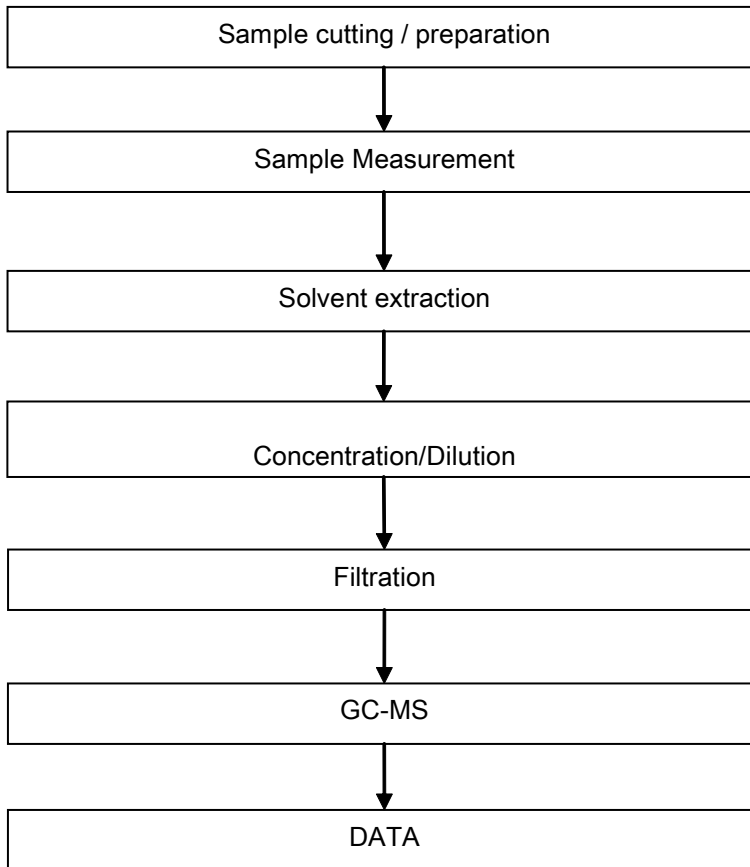 Sample cutting / preparation
Sample Measurement
Solvent extraction
Concentration/Dilution
Filtration
GC-MS
DATA